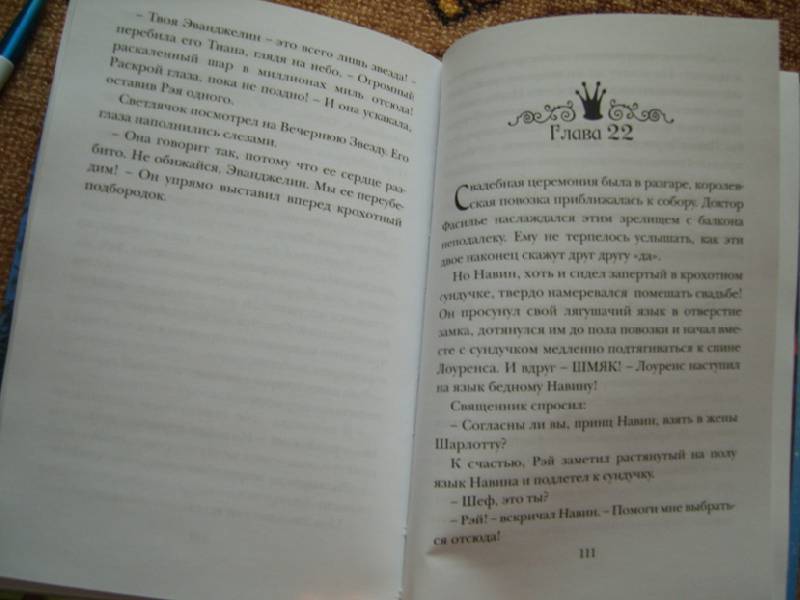 – Твоя Эванджелин – это всего лишь звезда! –
перебила его Тиана, глядя на небо. – Огромный
раскаленный шар в миллионах миль отсюда!
Раскрой глаза, пока не поздно! – И она ускакала,
оставив Рэя одного.
Светлячок посмотрел на Вечернюю Звезду. Его
глаза наполнились слезами.
– Она говорит так, потому что ее сердце раз-
бито. Не обижайся, Эванджелин. Мы ее переубе-
дим! – Он упрямо выставил вперед крохотный
подбородок.
Глава 22
Свадебная церемония была в разгаре, королев-
ская повозка приближалась к собору. Доктор
Фасилье наслаждался этим зрелищем с балкона
неподалеку. Ему не терпелось услышать, как эти
двое наконец скажут друг другу «да».
Но Навин, хоть и сидел запертый в крохотном
сундучке, твердо намеревался помешать свадьбе!
Он просунул свой лягушачий язык в отверстие
замка, дотянулся им до пола повозки и начал вме-
сте с сундучком медленно подтягиваться к спине
Лоуренса. И вдруг – ШМЯК! – Лоуренс наступил
на язык бедному Навину!
Священник спросил:
– Согласны ли вы, принц Навин, взять в жены
Шарлотту?
К счастью, Рэй заметил растянутый на полу
язык Навина и подлетел к сундучку.
– Шеф, это ты?
– Рэй! – вскричал Навин. – Помоги мне выбрать-
ся отсюда!
111